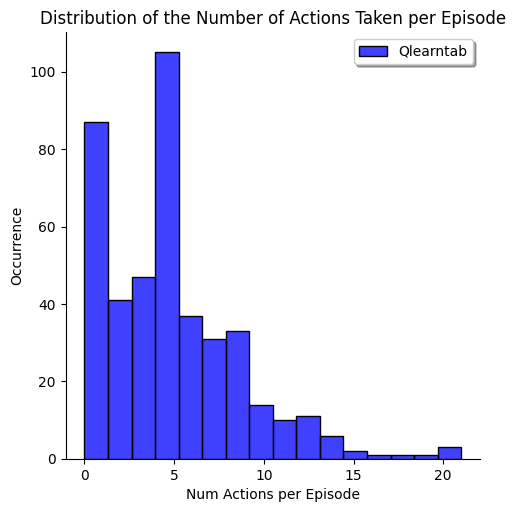 Distribution of the Number of Actions Taken per Episode
Qlearntab
100
80
60
40
20
0
Occurrence
0 5 10 15 20
Num Actions per Episode